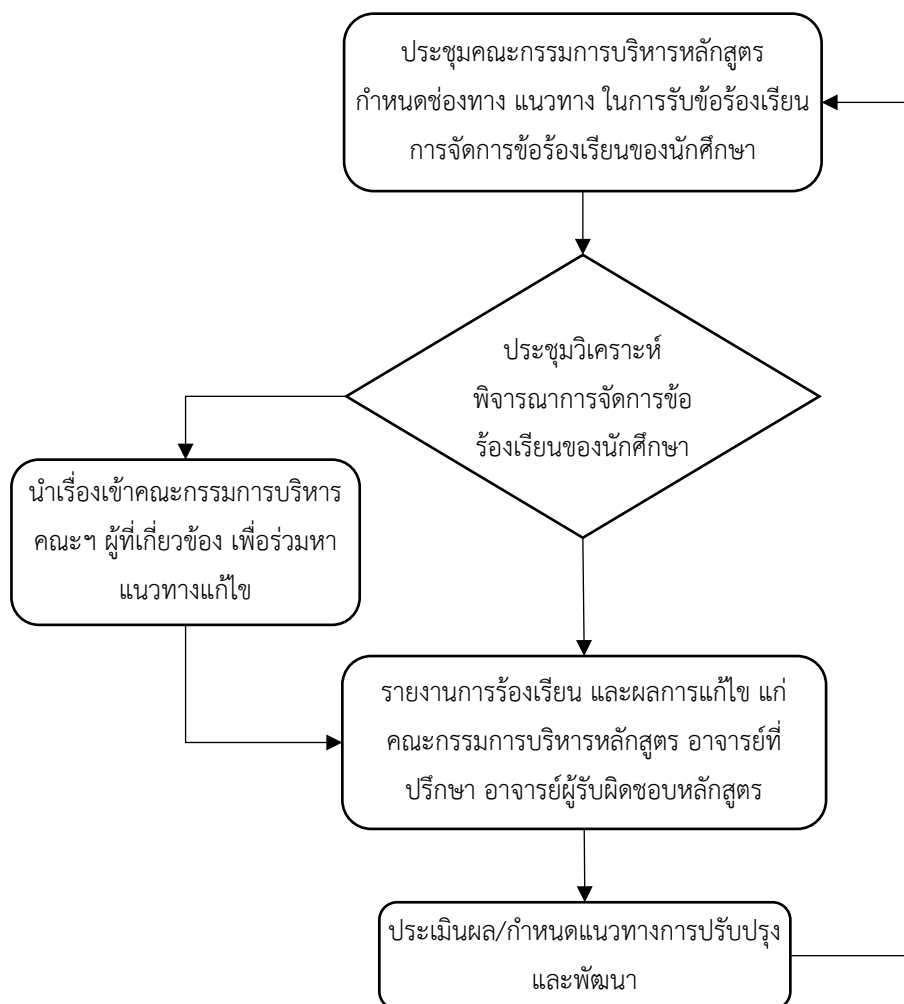 ประชุมคณะกรรมการบริหารหลักสูตร
กำหนดช่องทาง แนวทาง ในการรับข้อร้องเรียน
การจัดการข้อร้องเรียนของนักศึกษา
ประชุมวิเคราะห์
พิจารณาการจัดการข้อ
ร้องเรียนของนักศึกษา
นำเรื่องเข้าคณะกรรมการบริหาร
คณะฯ ผู้ที่เกี่ยวข้อง เพื่อร่วมหา
แนวทางแก้ไข
รายงานการร้องเรียน และผลการแก้ไข แก่
คณะกรรมการบริหารหลักสูตร อาจารย์ที่
ปรึกษา อาจารย์ผู้รับผิดชอบหลักสูตร
ประเมินผล/กำหนดแนวทางการปรับปรุง
และพัฒนา